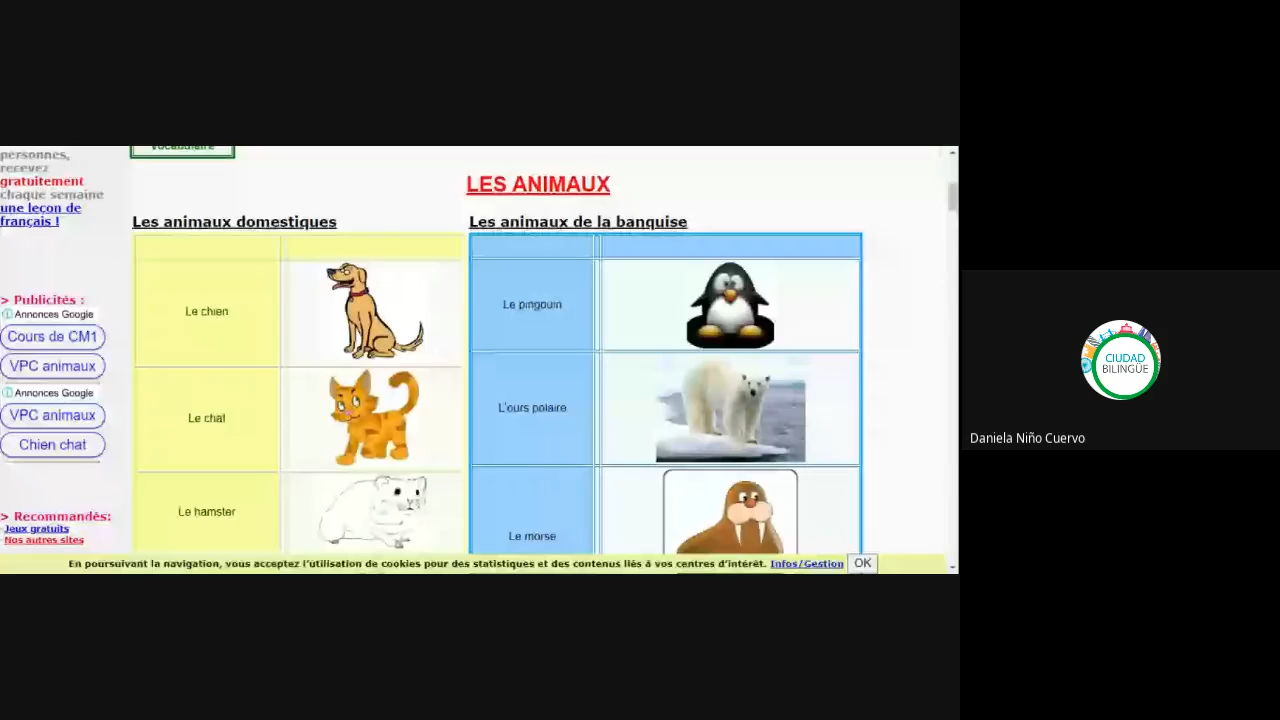 personnes,
recevez
gratuitement
chaque semaine
une leçon de
français !
> Publicités :
Annonces Google
Cours de CM1
VPC animaux
Annonces Google
VPC animaux
Chien chat
> Recommandés:
Jeux gratuits
Nos autres sites
Vocabulaire
LES ANIMAUX
Les animaux domestiques
Le chien
Le chat
Le hamster
Les animaux de la banquise
Le pingouin
L'ours polaire
Le morse
En poursuivant la navigation, vous acceptez l'utilisation de cookies pour des statistiques et des contenus liés à vos centres d'intérêt. Infos/Gestion OK
CIUDAD
BILINGÜE
Daniela Niño Cuervo